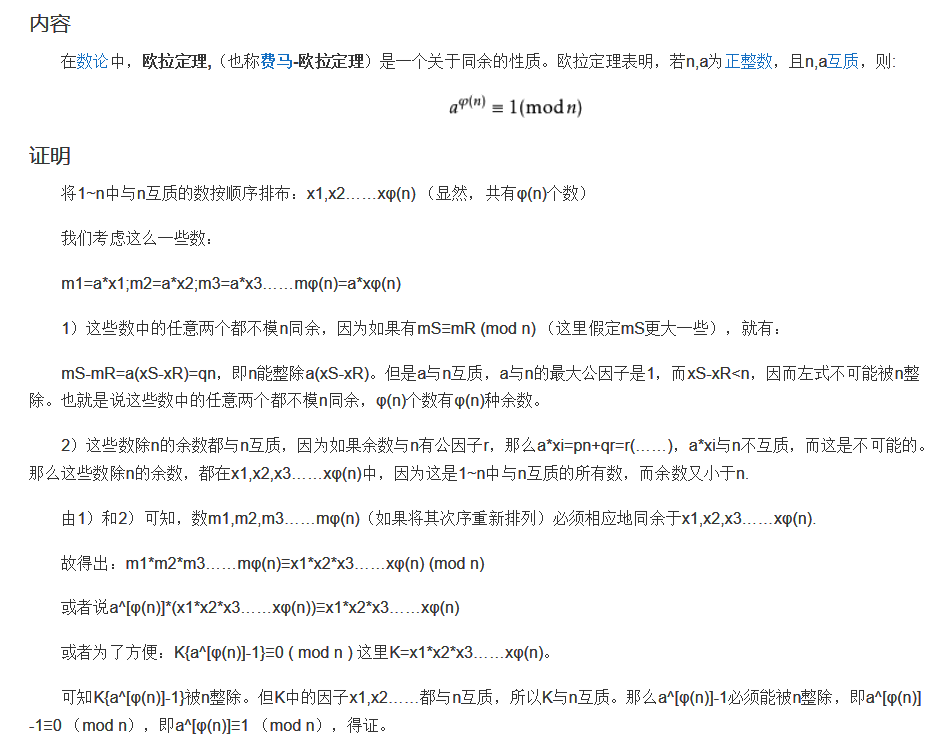 内容
在数论中，欧拉定理,（也称费马-欧拉定理）是一个关于同余的性质。欧拉定理表明，若n,a为正整数，且n,a互质，则:
a^φ(n) ≡ 1(mod n)
证明
将1~n中与n互质的数按顺序排布：x1,x2……xφ(n) （显然，共有φ(n)个数）
我们考虑这么一些数：
m1=a*x1;m2=a*x2;m3=a*x3……mφ(n)=a*xφ(n)
1）这些数中的任意两个都不模n同余，因为如果有mS≡mR (mod n) （这里假定mS更大一些），就有：
mS-mR=a(xS-xR)=qn，即n能整除a(xS-xR)。但是a与n互质，a与n的最大公因子是1，而xS-xR<n，因而左式不可能被n整
除。也就是说这些数中的任意两个都不模n同余，φ(n)个数有φ(n)种余数。
2）这些数除n的余数都与n互质，因为如果余数与n有公因子r，那么a*xi=pn+qr=r(……)，a*xi与n不互质，而这是不可能的。
那么这些数除n的余数，都在x1,x2,x3……xφ(n)中，因为这是1~n中与n互质的所有数，而余数又小于n.
由1）和2）可知，数m1,m2,m3……mφ(n)（如果将其次序重新排列）必须相应地同余于x1,x2,x3……xφ(n).
故得出：m1*m2*m3……mφ(n)≡x1*x2*x3……xφ(n) (mod n)
或者说a^[φ(n)]*(x1*x2*x3……xφ(n))≡x1*x2*x3……xφ(n)
或者为了方便：K{a^[φ(n)]-1}≡0 ( mod n ) 这里K=x1*x2*x3……xφ(n)。
可知K{a^[φ(n)]-1}被n整除。但K中的因子x1,x2……都与n互质，所以K与n互质。那么a^[φ(n)]-1必须能被n整除，即a^[φ(n)]
-1≡0 （mod n），即a^[φ(n)]≡1 （mod n），得证。